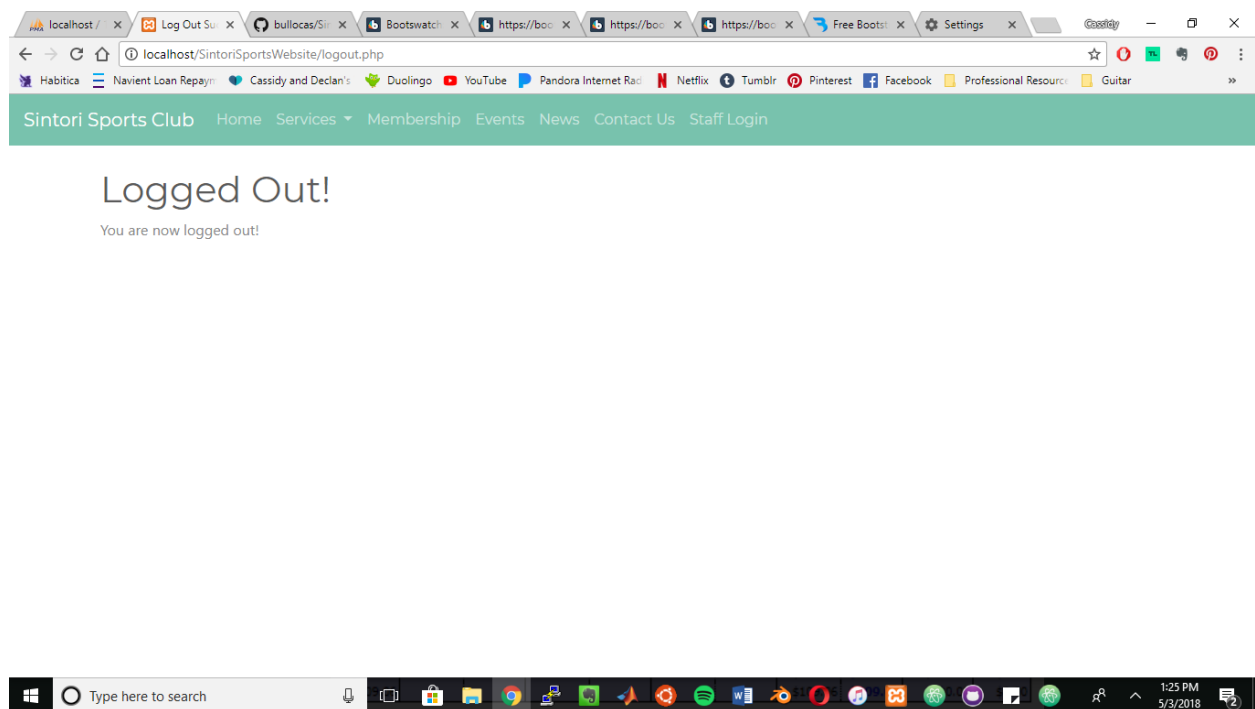 localhost / Log Out Su bullocas/Sir Bootswatch https://boo https://boo https://boo Free Bootst Settings Cassidy
localhost/SintoriSportsWebsite/logout.php
Habitica Navient Loan Repaym Cassidy and Declan's Duolingo YouTube Pandora Internet Rad Netflix Tumblr Pinterest Facebook Professional Resource Guitar »
Sintori Sports Club Home Services Membership Events News Contact Us Staff Login
Logged Out!
You are now logged out!
Type here to search
1:25 PM
5/3/2018
2